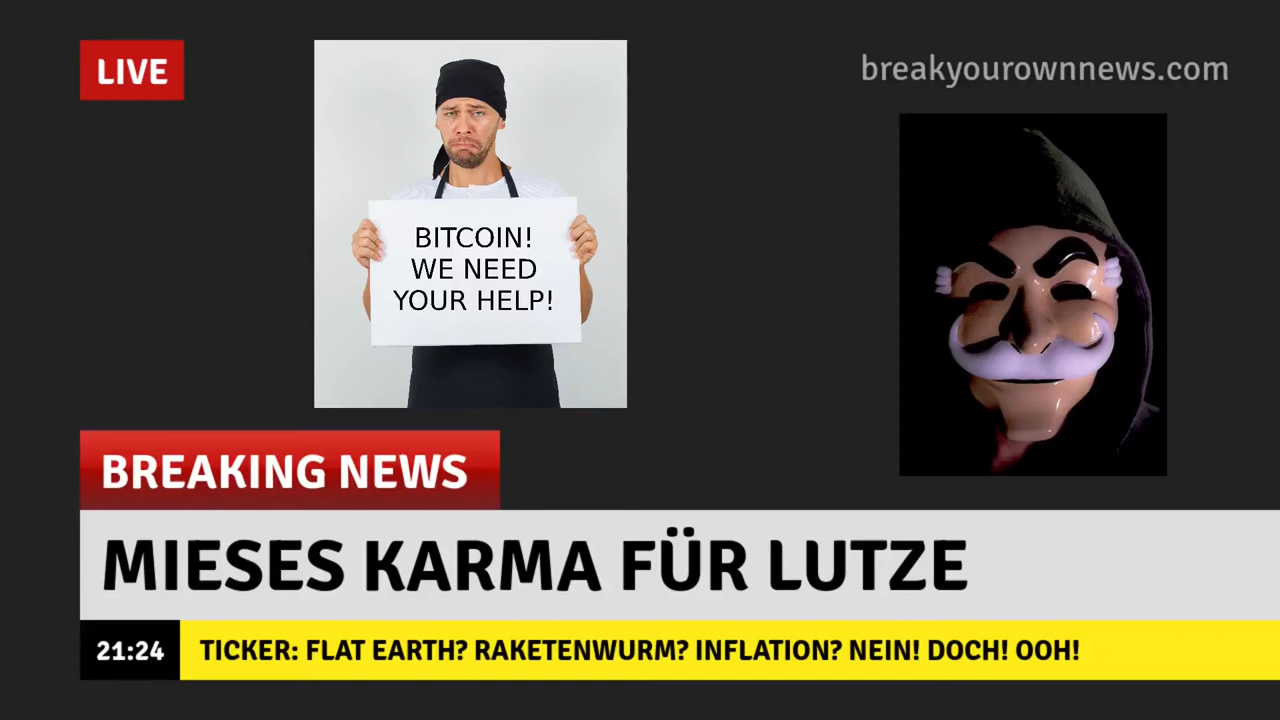 LIVE
breakyourownnews.com
BITCOIN!
WE NEED
YOUR HELP!
BREAKING NEWS
MIESES KARMA FÜR LUTZE
21:24
TICKER: FLAT EARTH? RAKETENWURM? INFLATION? NEIN! DOCH! OOH!